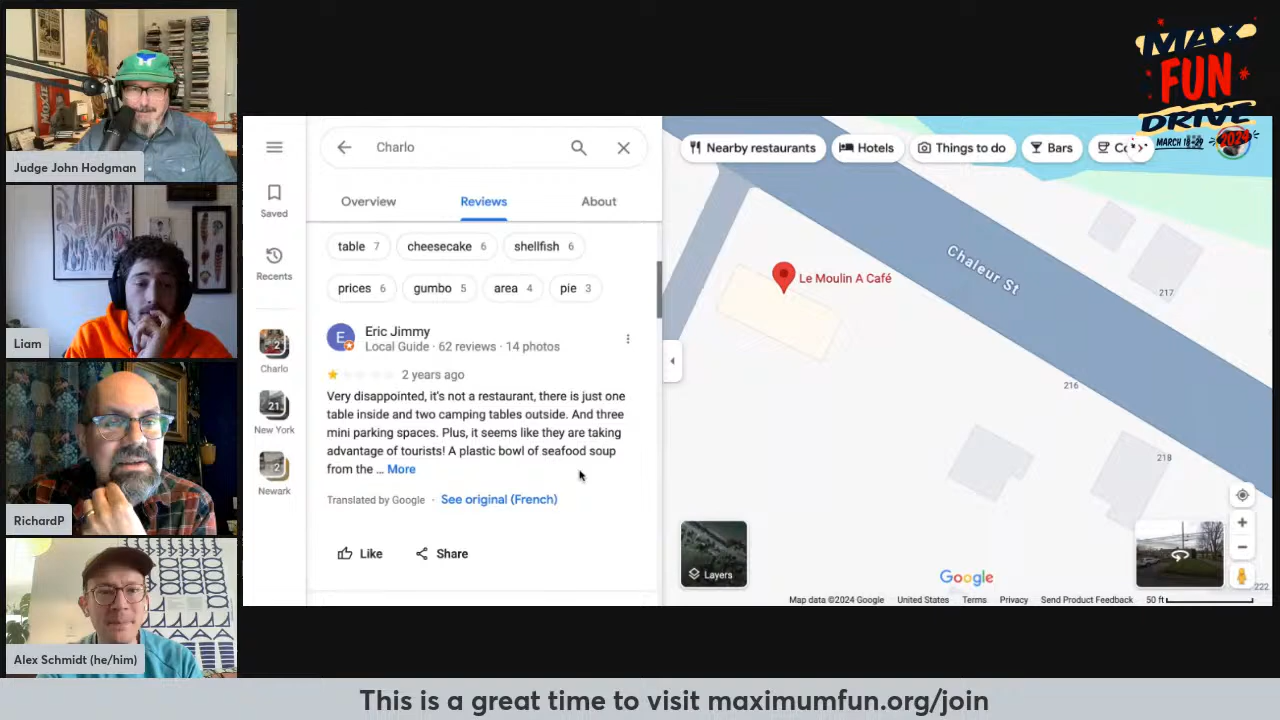 Judge John Hodgman
MOXIE
Liam
RichardP
Alex Schmidt (he/him)
Saved
Recents
2
Charlo
21
New York
2
Newark
Charlo
Overview
Reviews
About
table 7
cheesecake 6
shellfish 6
prices 6
gumbo 5
area 4
pie 3
E
Eric Jimmy
Local Guide · 62 reviews · 14 photos
2 years ago
Very disappointed, it's not a restaurant, there is just one
table inside and two camping tables outside. And three
mini parking spaces. Plus, it seems like they are taking
advantage of tourists! A plastic bowl of seafood soup
from the ... More
Translated by Google · See original (French)
Like
Share
Nearby restaurants
Hotels
Things to do
Bars
MAX
FUN
DRIVE
MARCH 18-29
2024
Chaleur St
Le Moulin A Café
217
216
218
222
Layers
Google
Map data ©2024 Google
United States
Terms
Privacy
Send Product Feedback
50 ft
This is a great time to visit maximumfun.org/join